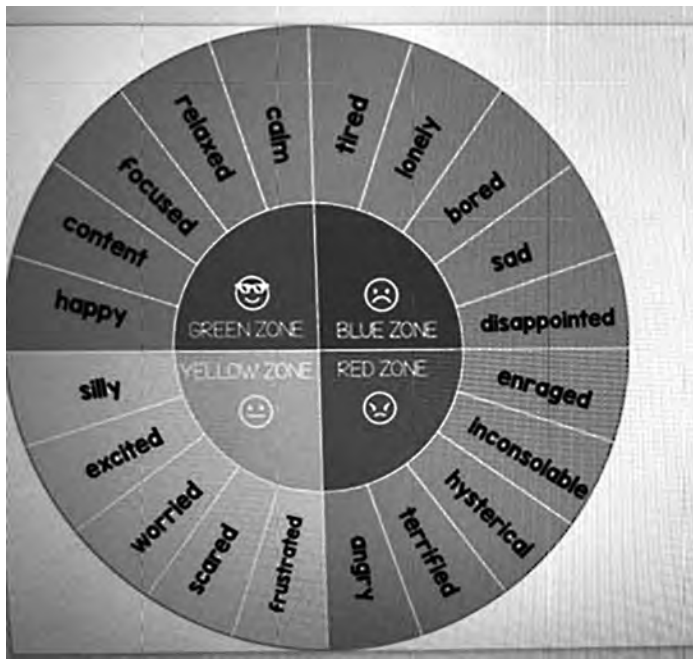 calm
relaxed
focused
content
happy
tired
lonely
bored
sad
disappointed
GREEN ZONE
BLUE ZONE
YELLOW ZONE
RED ZONE
silly
excited
worried
scared
frustrated
enraged
inconsolable
hysterical
terrified
angry